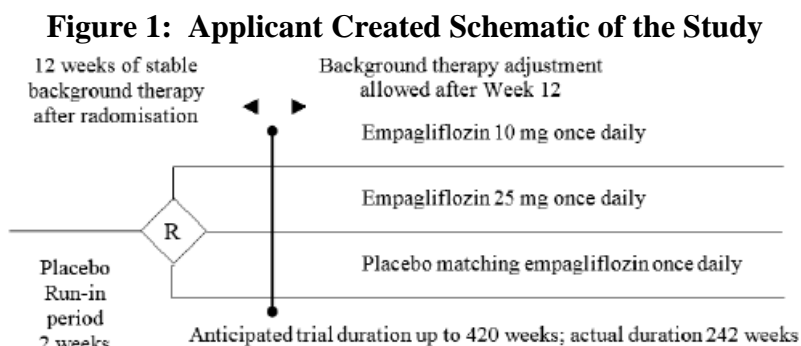 Figure 1:  Applicant Created Schematic of the Study
12 weeks of stable
background therapy
after radomisation
Background therapy adjustment
allowed after Week 12
Empagliflozin 10 mg once daily
Empagliflozin 25 mg once daily
R
Placebo matching empagliflozin once daily
Placebo
Run-in
period
2 weeks
Anticipated trial duration up to 420 weeks; actual duration 242 weeks